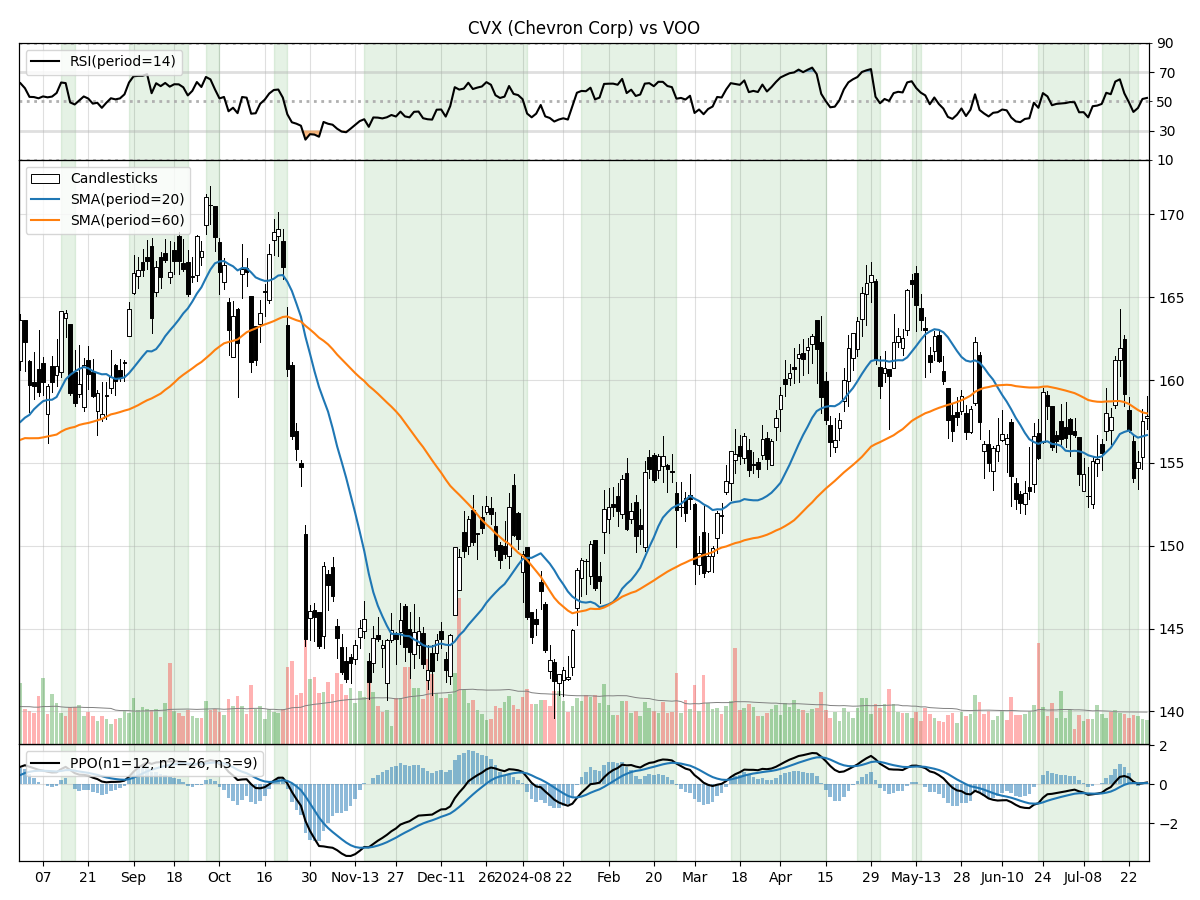 CVX (Chevron Corp) vs VOO
RSI(period=14)
90
70
50
30
10
Candlesticks
SMA(period=20)
SMA(period=60)
170
165
160
155
150
145
140
PPO(n1=12, n2=26, n3=9)
2
0
−2
07 21 Sep 18 Oct 16 30 Nov-13 27 Dec-11 26 2024-08 22 Feb 20 Mar 18 Apr 15 29 May-13 28 Jun-10 24 Jul-08 22